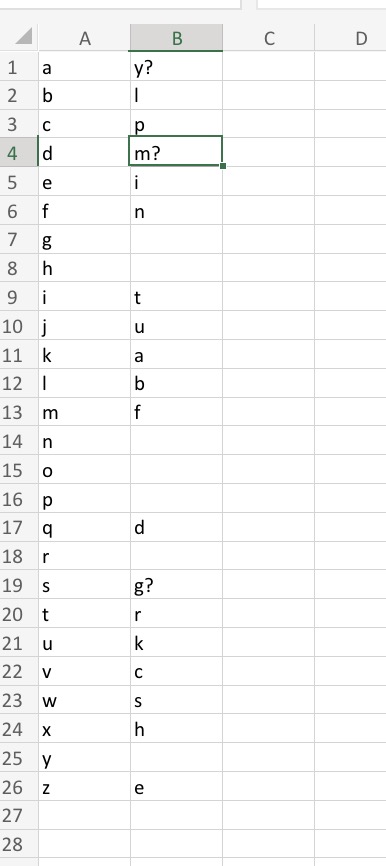 A B C D
1 a y?
2 b l
3 c p
4 d m?
5 e i
6 f n
7 g
8 h
9 i t
10 j u
11 k a
12 l b
13 m f
14 n
15 o
16 p
17 q d
18 r
19 s g?
20 t r
21 u k
22 v c
23 w s
24 x h
25 y
26 z e
27
28